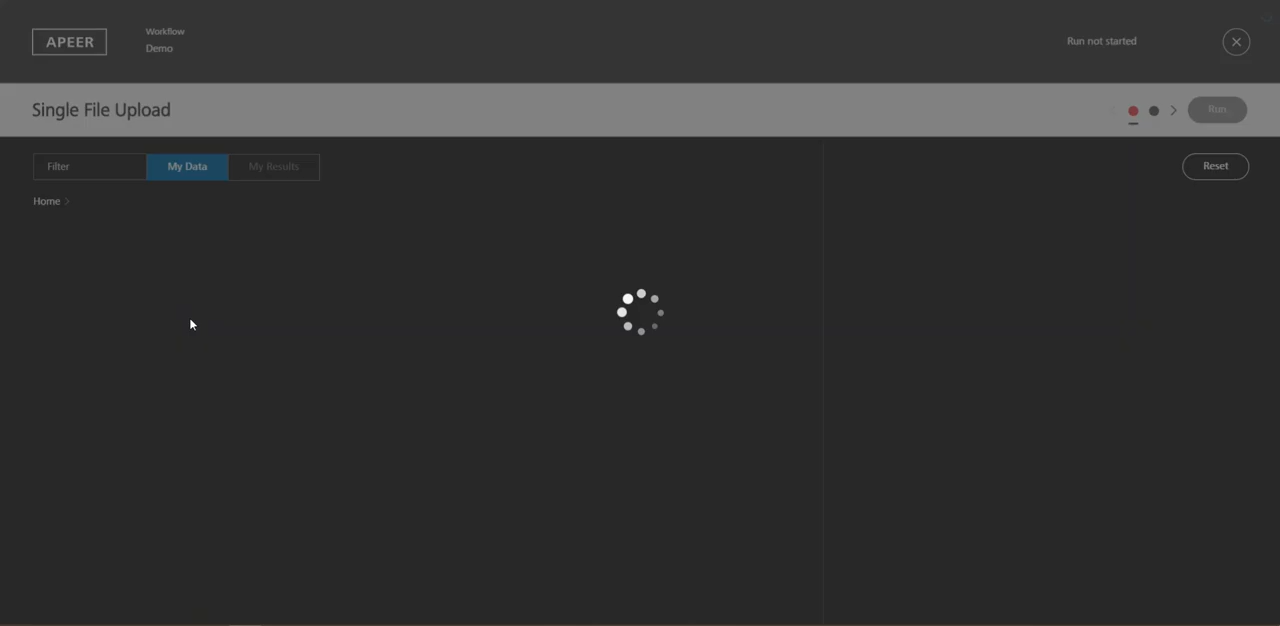 APEER
Workflow
Demo
Run not started
Single File Upload
Run
Filter
My Data
My Results
Reset
Home